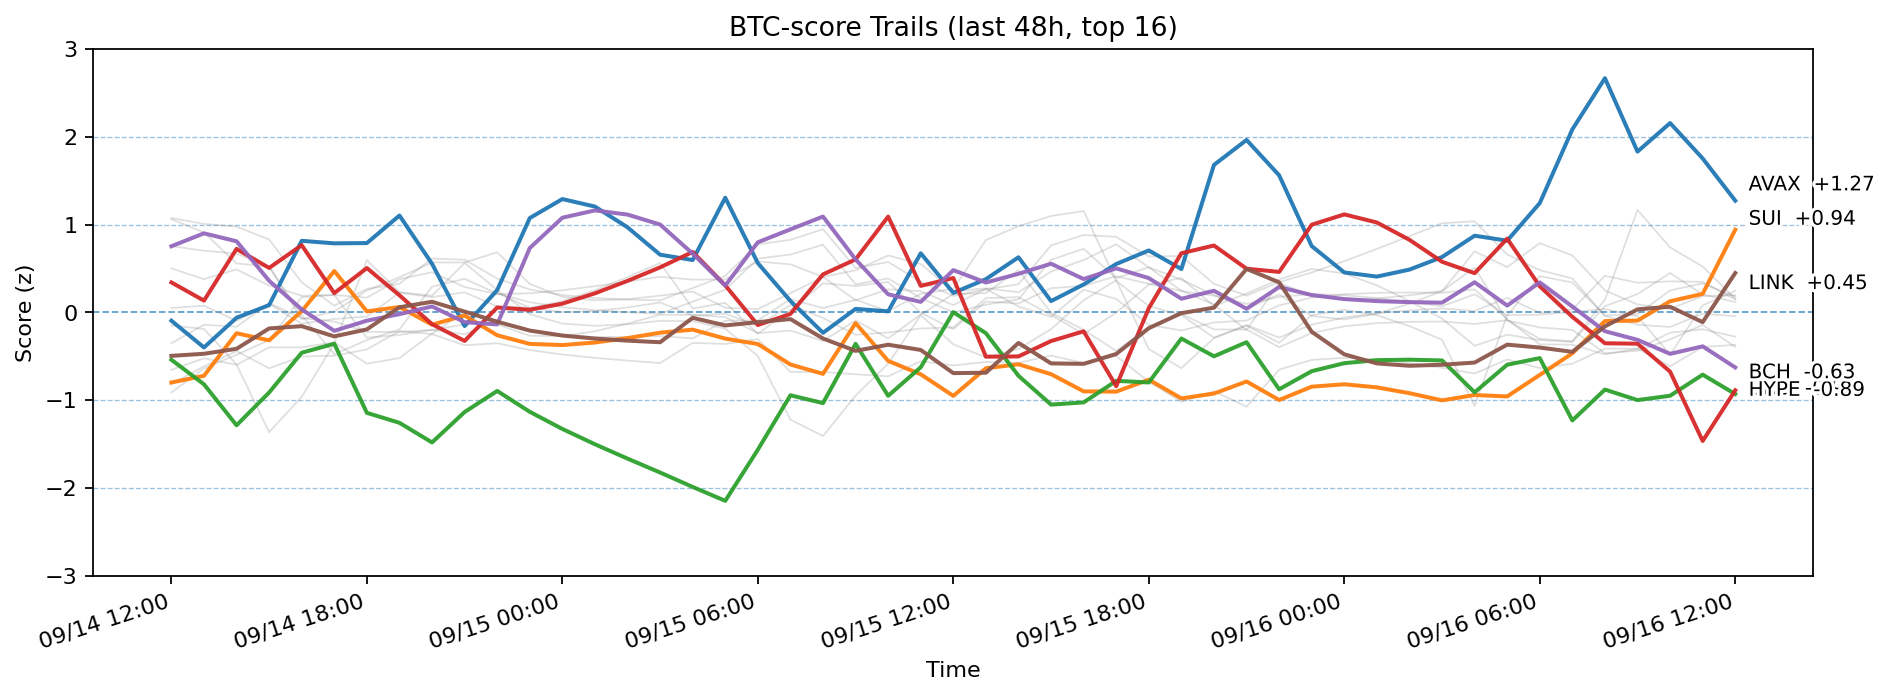 BTC-score Trails (last 48h, top 16)
Score (z)
3
2
1
0
−1
−2
−3
AVAX +1.27
SUI +0.94
LINK +0.45
BCH -0.63
HYPE -0.89
09/14 12:00
09/14 18:00
09/15 00:00
09/15 06:00
09/15 12:00
09/15 18:00
09/16 00:00
09/16 06:00
09/16 12:00
Time